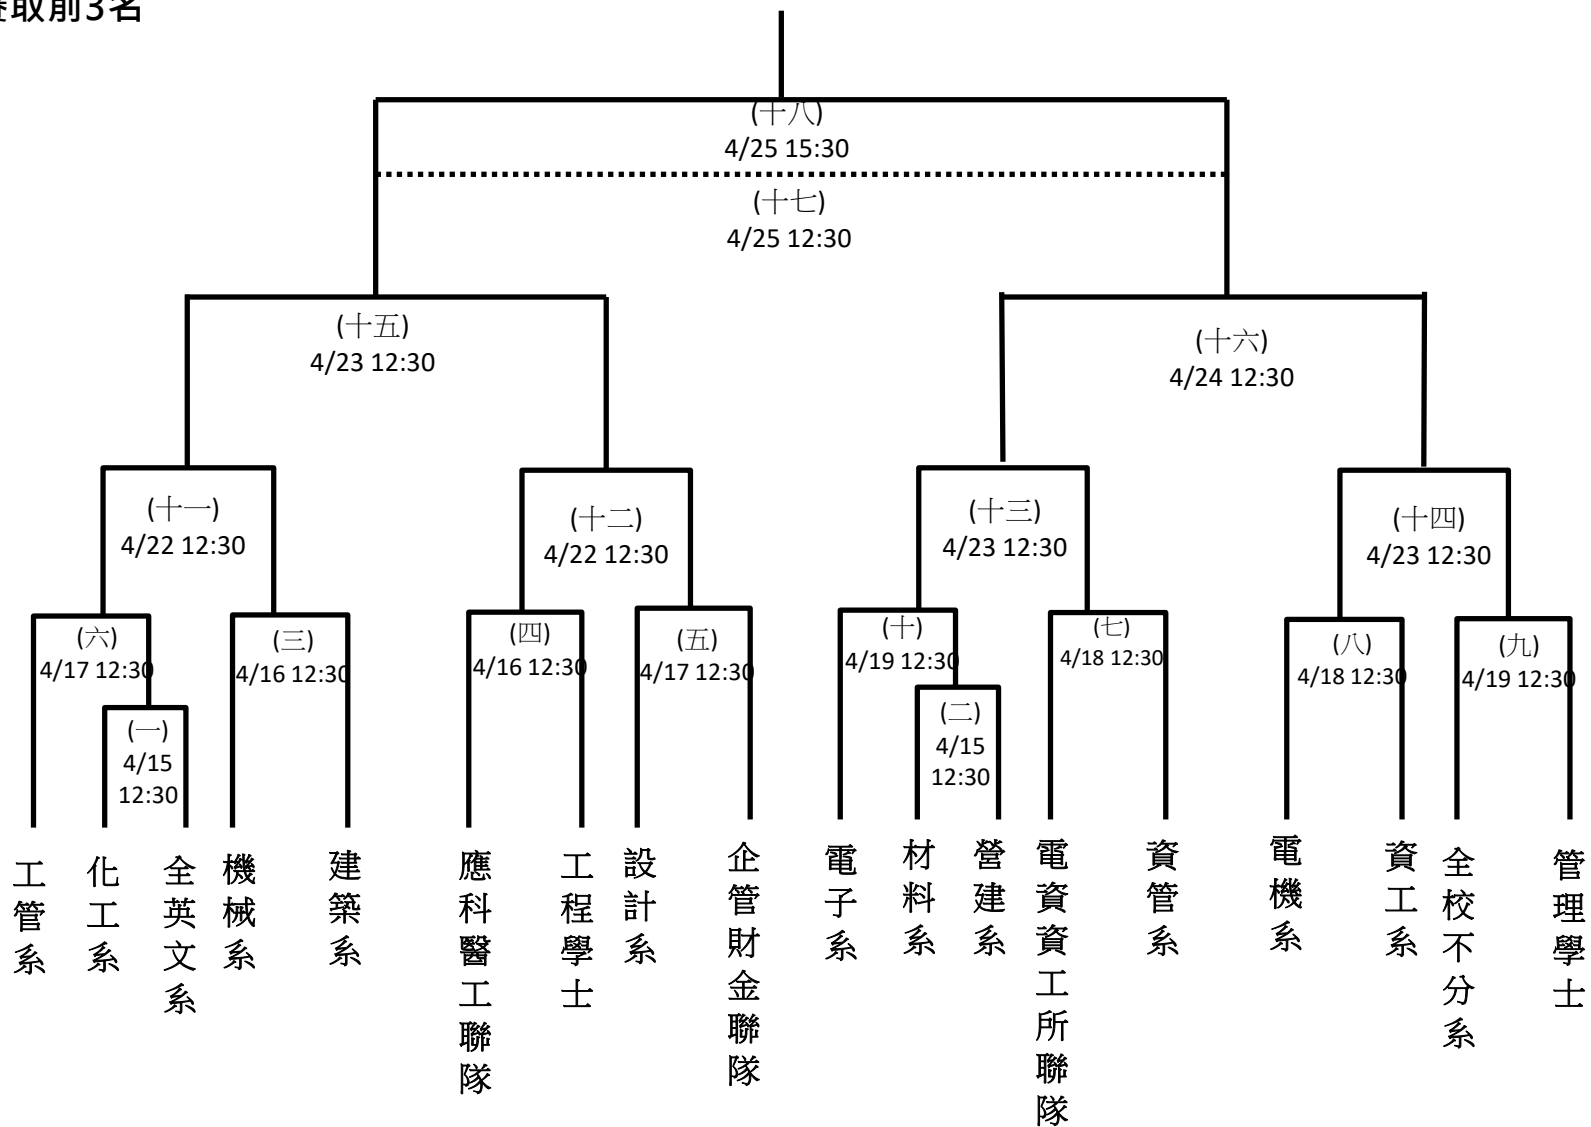 賽取前3名
(十八)
4/25 15:30
(十七)
4/25 12:30
(十五)
4/23 12:30
(十六)
4/24 12:30
(十一)
4/22 12:30
(十二)
4/22 12:30
(十三)
4/23 12:30
(十四)
4/23 12:30
(六)
4/17 12:30
(三)
4/16 12:30
(四)
4/16 12:30
(五)
4/17 12:30
(十)
4/19 12:30
(七)
4/18 12:30
(八)
4/18 12:30
(九)
4/19 12:30
(一)
4/15
12:30
(二)
4/15
12:30
工管系
化工系
全英文系
機械系
建築系
應科醫工聯隊
工程學士
設計系
企管財金聯隊
電子系
材料系
營建系
電資資工所聯隊
資管系
電機系
資工系
全校不分系
管理學士